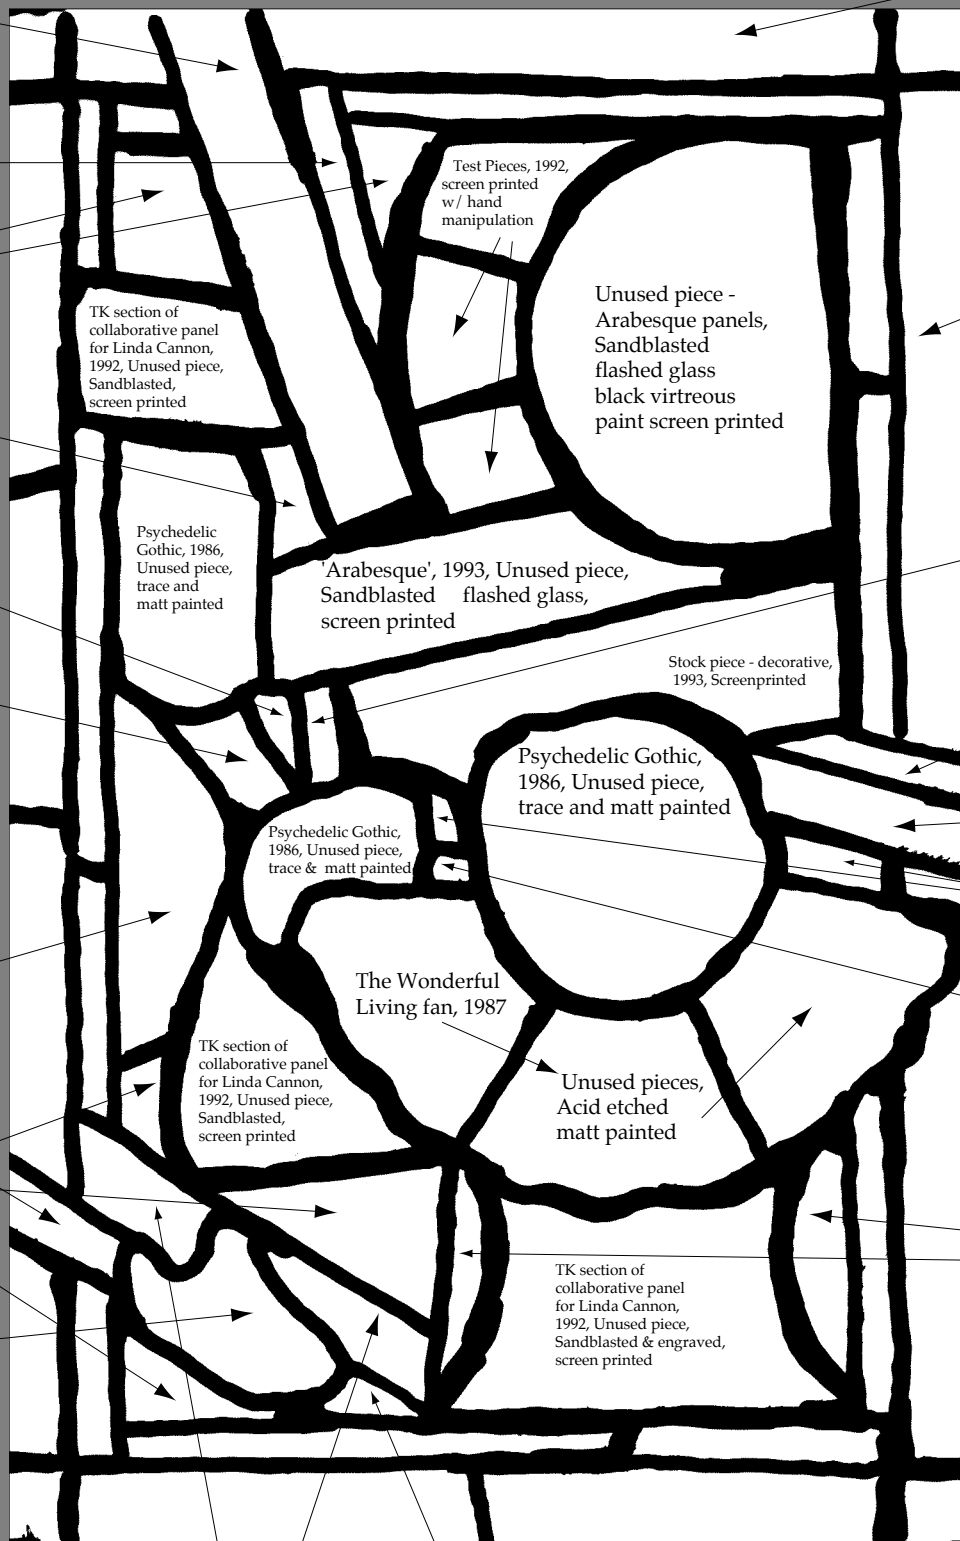 Test Pieces, 1992,
screen printed
w/ hand
manipulation
Unused piece -
Arabesque panels,
Sandblasted
flashed glass
black virtreous
paint screen printed
TK section of
collaborative panel
for Linda Cannon,
1992, Unused piece,
Sandblasted,
screen printed
Psychedelic
Gothic, 1986,
Unused piece,
trace and
matt painted
'Arabesque', 1993, Unused piece,
Sandblasted flashed glass,
screen printed
Stock piece - decorative,
1993, Screenprinted
Psychedelic Gothic,
1986, Unused piece,
trace and matt painted
Psychedelic Gothic,
1986, Unused piece,
trace & matt painted
The Wonderful
Living fan, 1987
TK section of
collaborative panel
for Linda Cannon,
1992, Unused piece,
Sandblasted,
screen printed
Unused pieces,
Acid etched
matt painted
TK section of
collaborative panel
for Linda Cannon,
1992, Unused piece,
Sandblasted & engraved,
screen printed